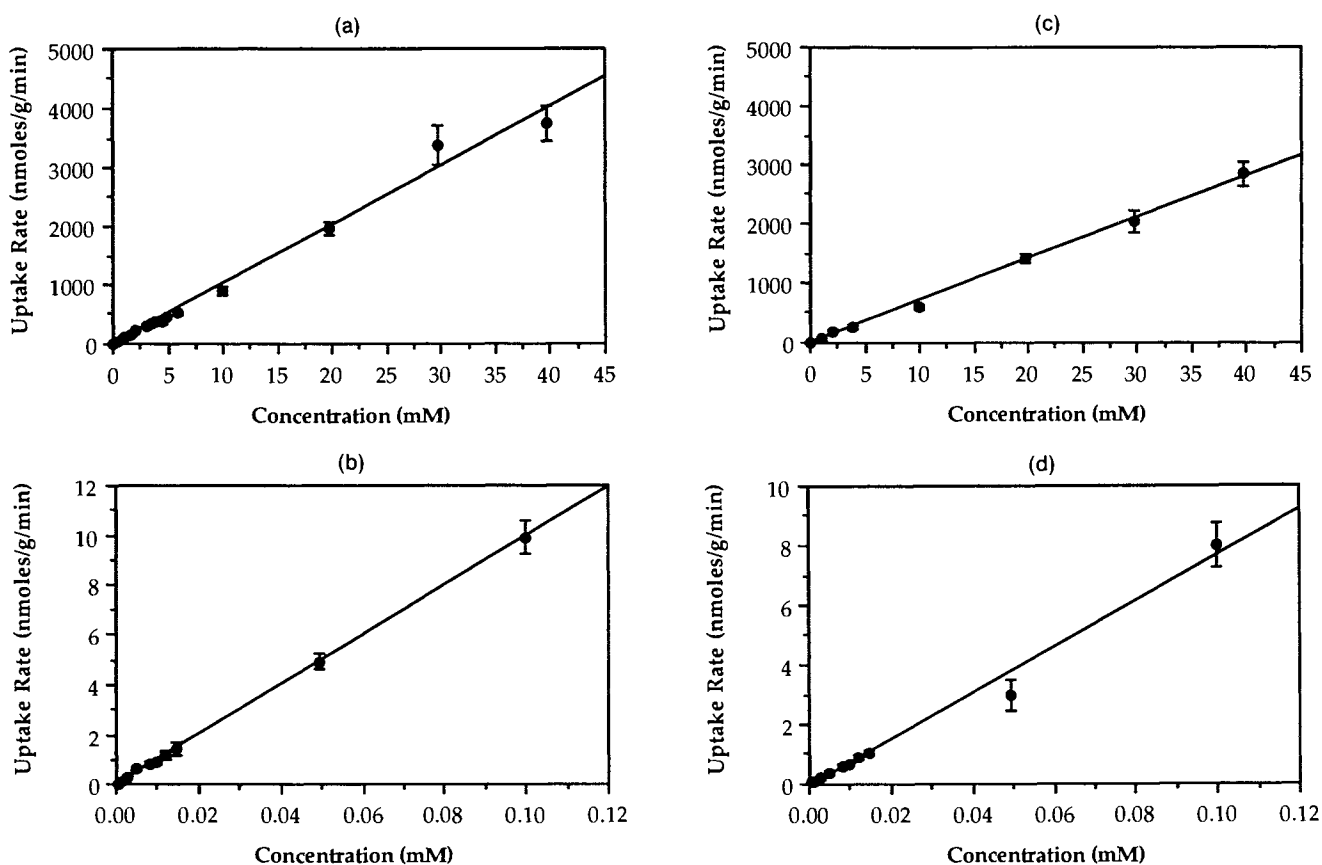 (a)
5000
4000
3000
2000
1000
0
Uptake Rate (nmoles/g/min)
0 5 10 15 20 25 30 35 40 45
Concentration (mM)
(c)
5000
4000
3000
2000
1000
0
Uptake Rate (nmoles/g/min)
0 5 10 15 20 25 30 35 40 45
Concentration (mM)
(b)
12
10
8
6
4
2
0
Uptake Rate (nmoles/g/min)
0.00 0.02 0.04 0.06 0.08 0.10 0.12
Concentration (mM)
(d)
10
8
6
4
2
0
Uptake Rate (nmoles/g/min)
0.00 0.02 0.04 0.06 0.08 0.10 0.12
Concentration (mM)